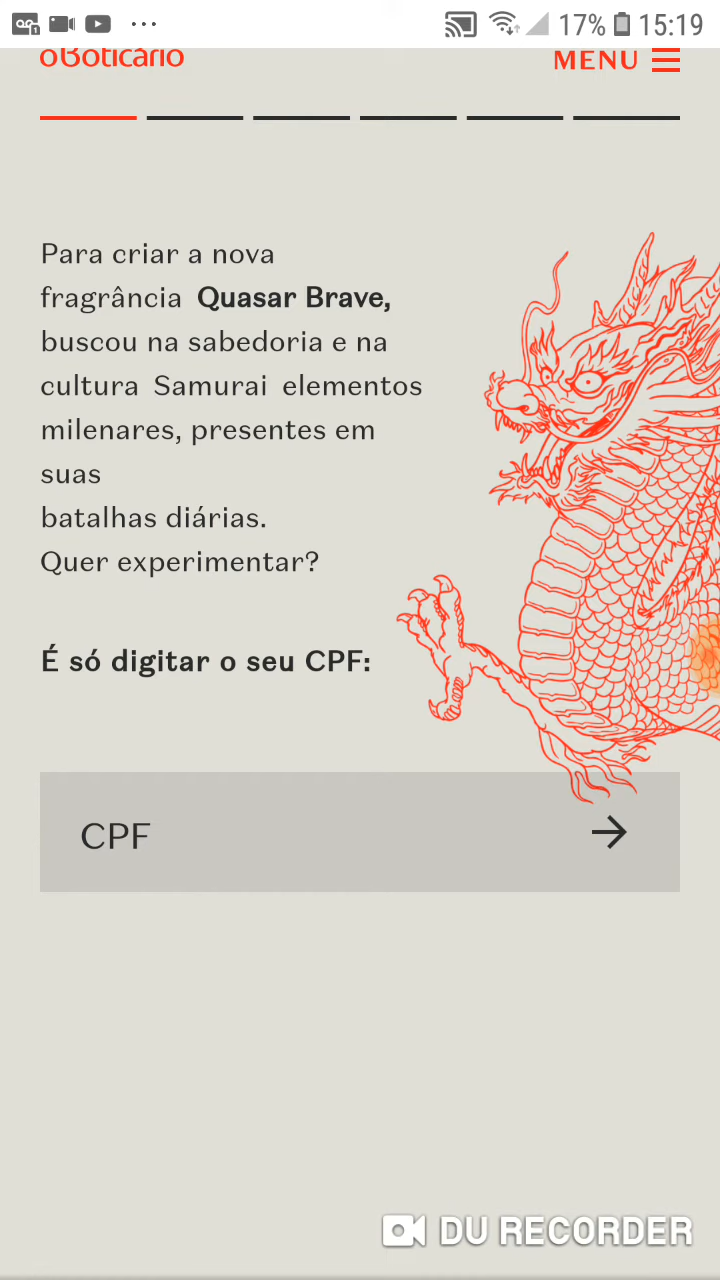 17% 15:19
oBoticário
MENU
Para criar a nova
fragrância Quasar Brave,
buscou na sabedoria e na
cultura Samurai elementos
milenares, presentes em
suas
batalhas diárias.
Quer experimentar?
É só digitar o seu CPF:
CPF
DU RECORDER